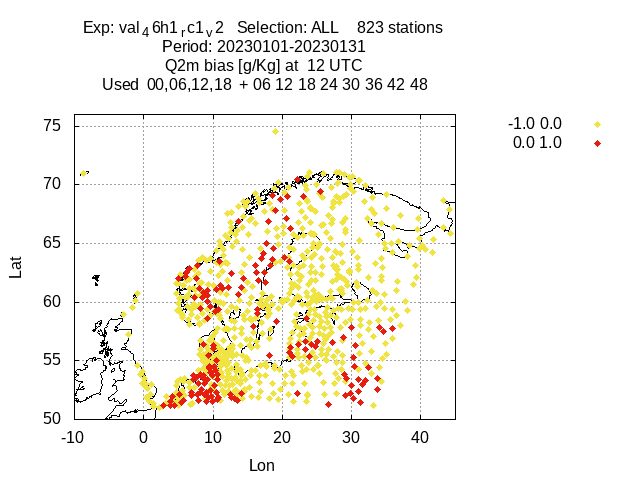 Exp: val46h1rc1v2 Selection: ALL 823 stations
Period: 20230101-20230131
Q2m bias [g/Kg] at 12 UTC
Used 00,06,12,18 + 06 12 18 24 30 36 42 48
-1.0 0.0
0.0 1.0
75
70
65
60
55
50
Lat
-10 0 10 20 30 40
Lon